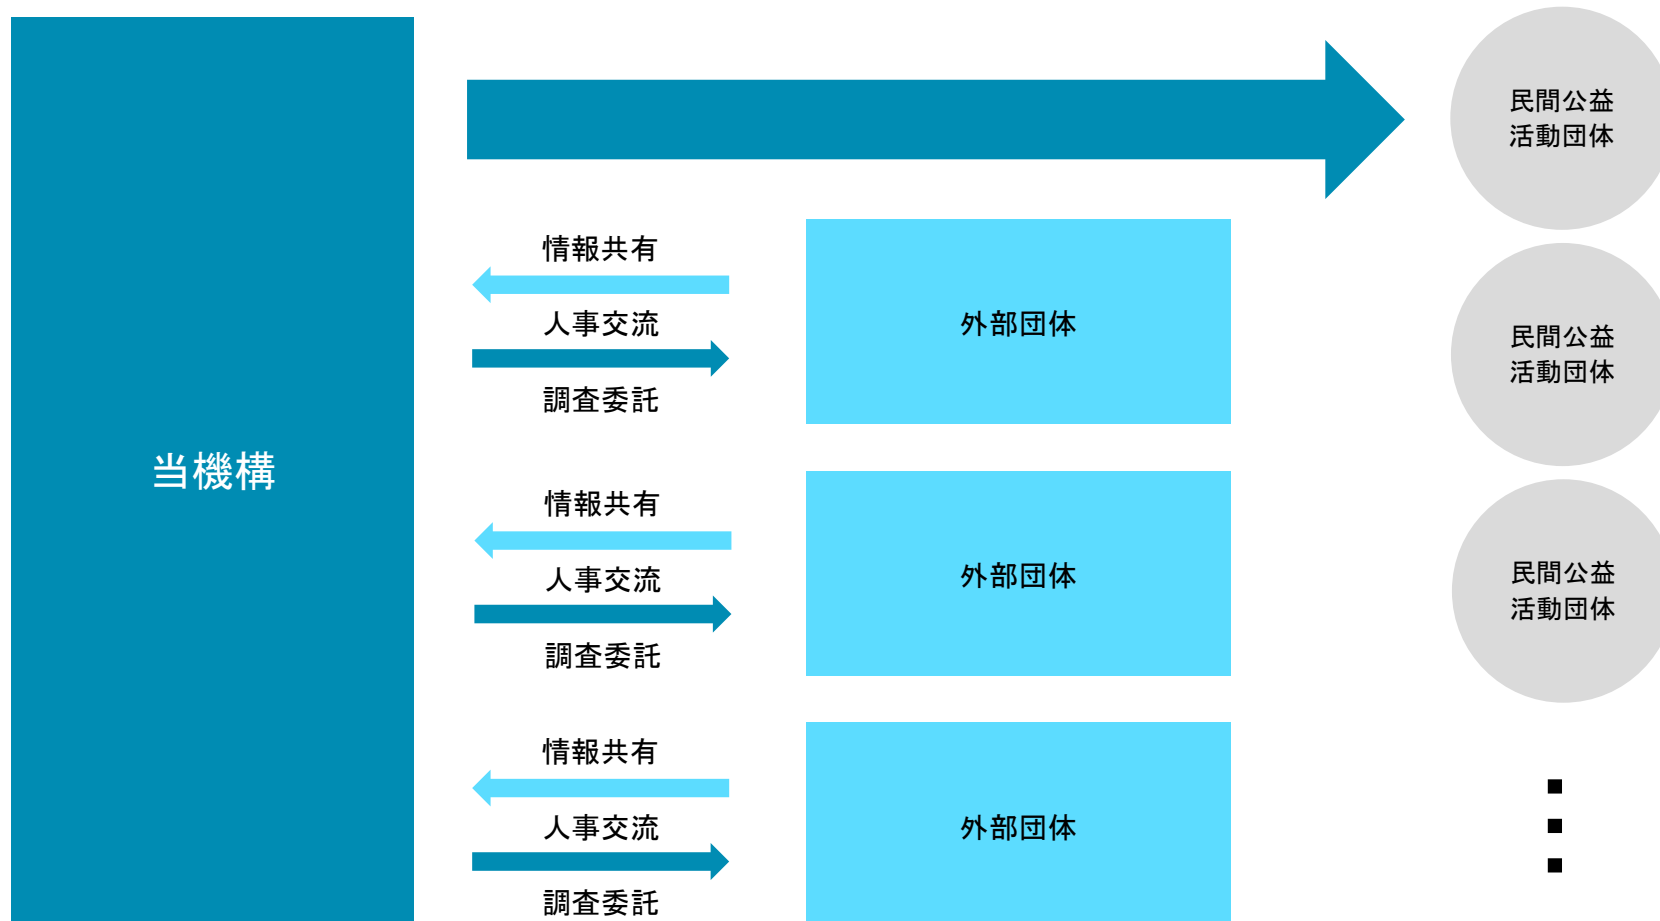 当機構
民間公益
活動団体
情報共有
人事交流
調査委託
外部団体
民間公益
活動団体
情報共有
人事交流
調査委託
外部団体
民間公益
活動団体
情報共有
人事交流
調査委託
外部団体